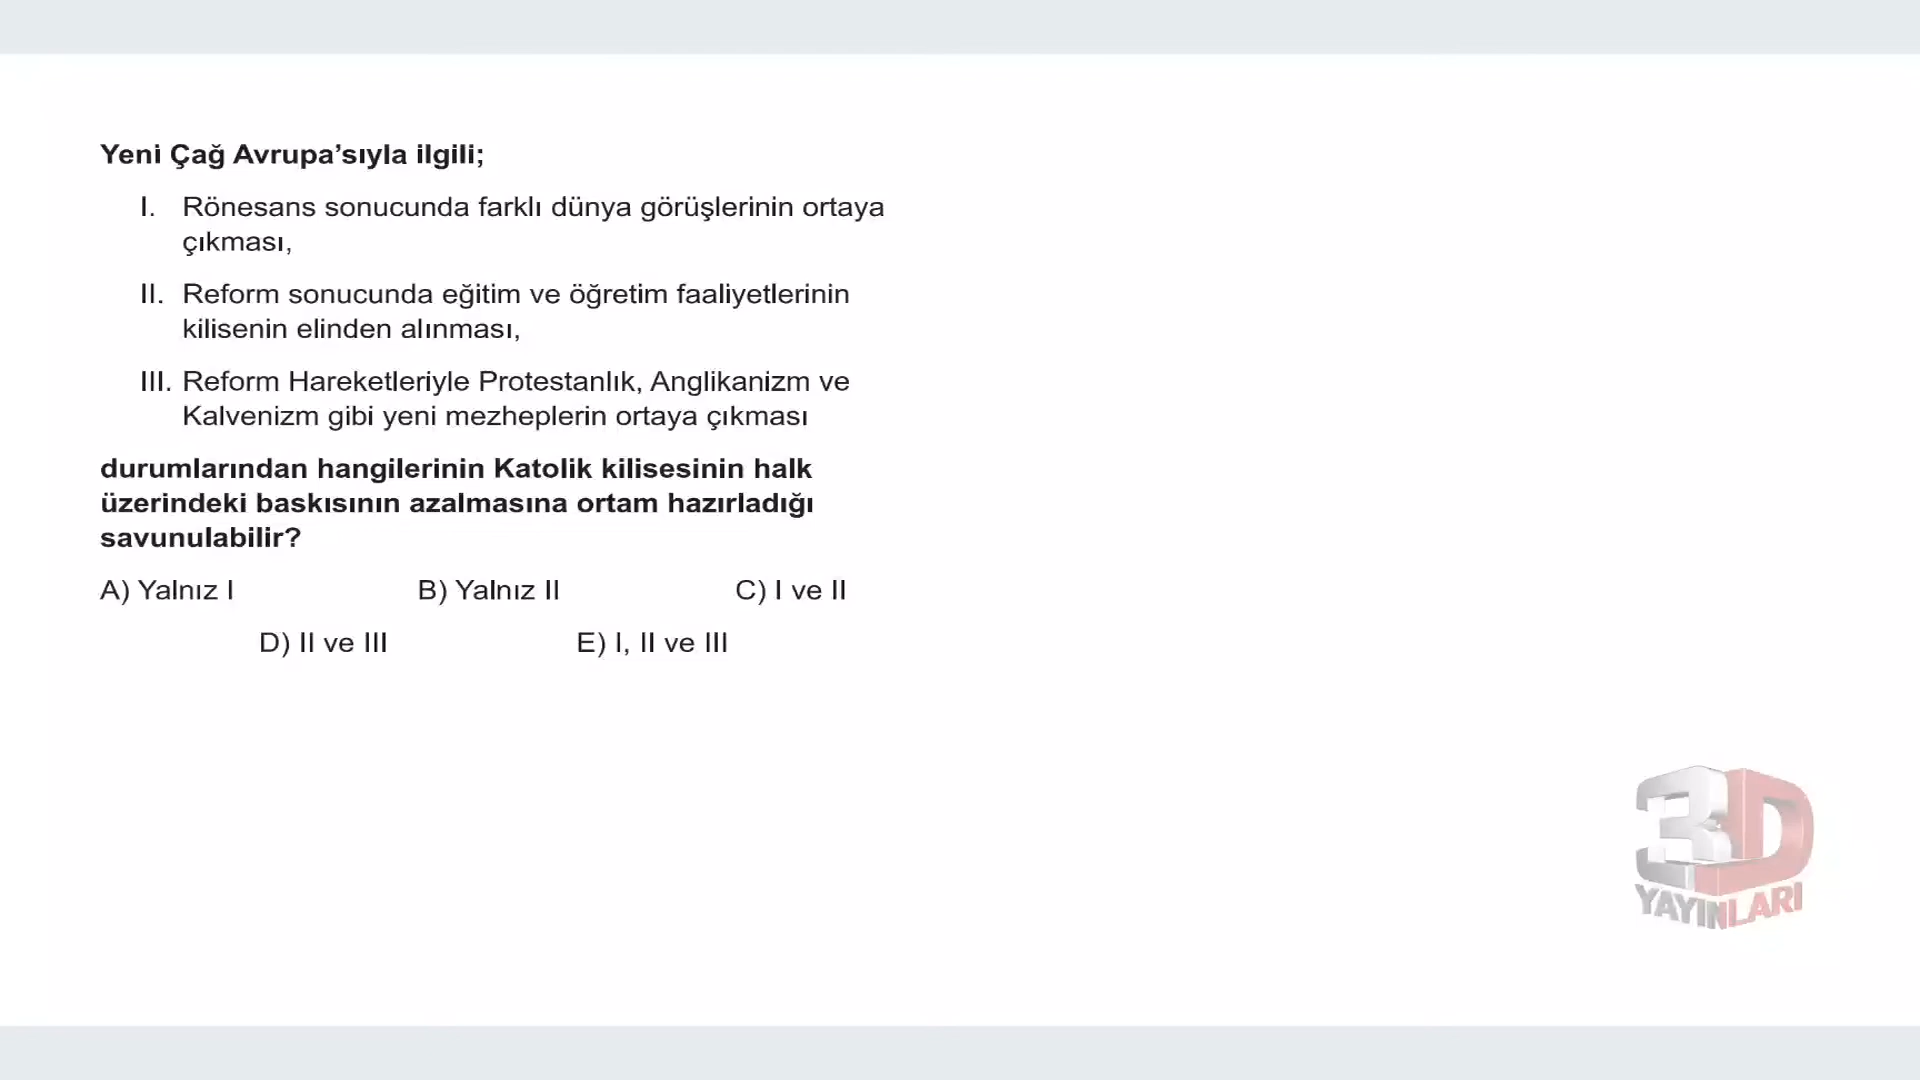 Yeni Çağ Avrupa’sıyla ilgili;
I. Rönesans sonucunda farklı dünya görüşlerinin ortaya
çıkması,
II. Reform sonucunda eğitim ve öğretim faaliyetlerinin
kilisenin elinden alınması,
III. Reform Hareketleriyle Protestanlık, Anglikanizm ve
Kalvenizm gibi yeni mezheplerin ortaya çıkması
durumlarından hangilerinin Katolik kilisesinin halk
üzerindeki baskısının azalmasına ortam hazırladığı
savunulabilir?
A) Yalnız I B) Yalnız II C) I ve II
D) II ve III E) I, II ve III
3D
YAYINLARI